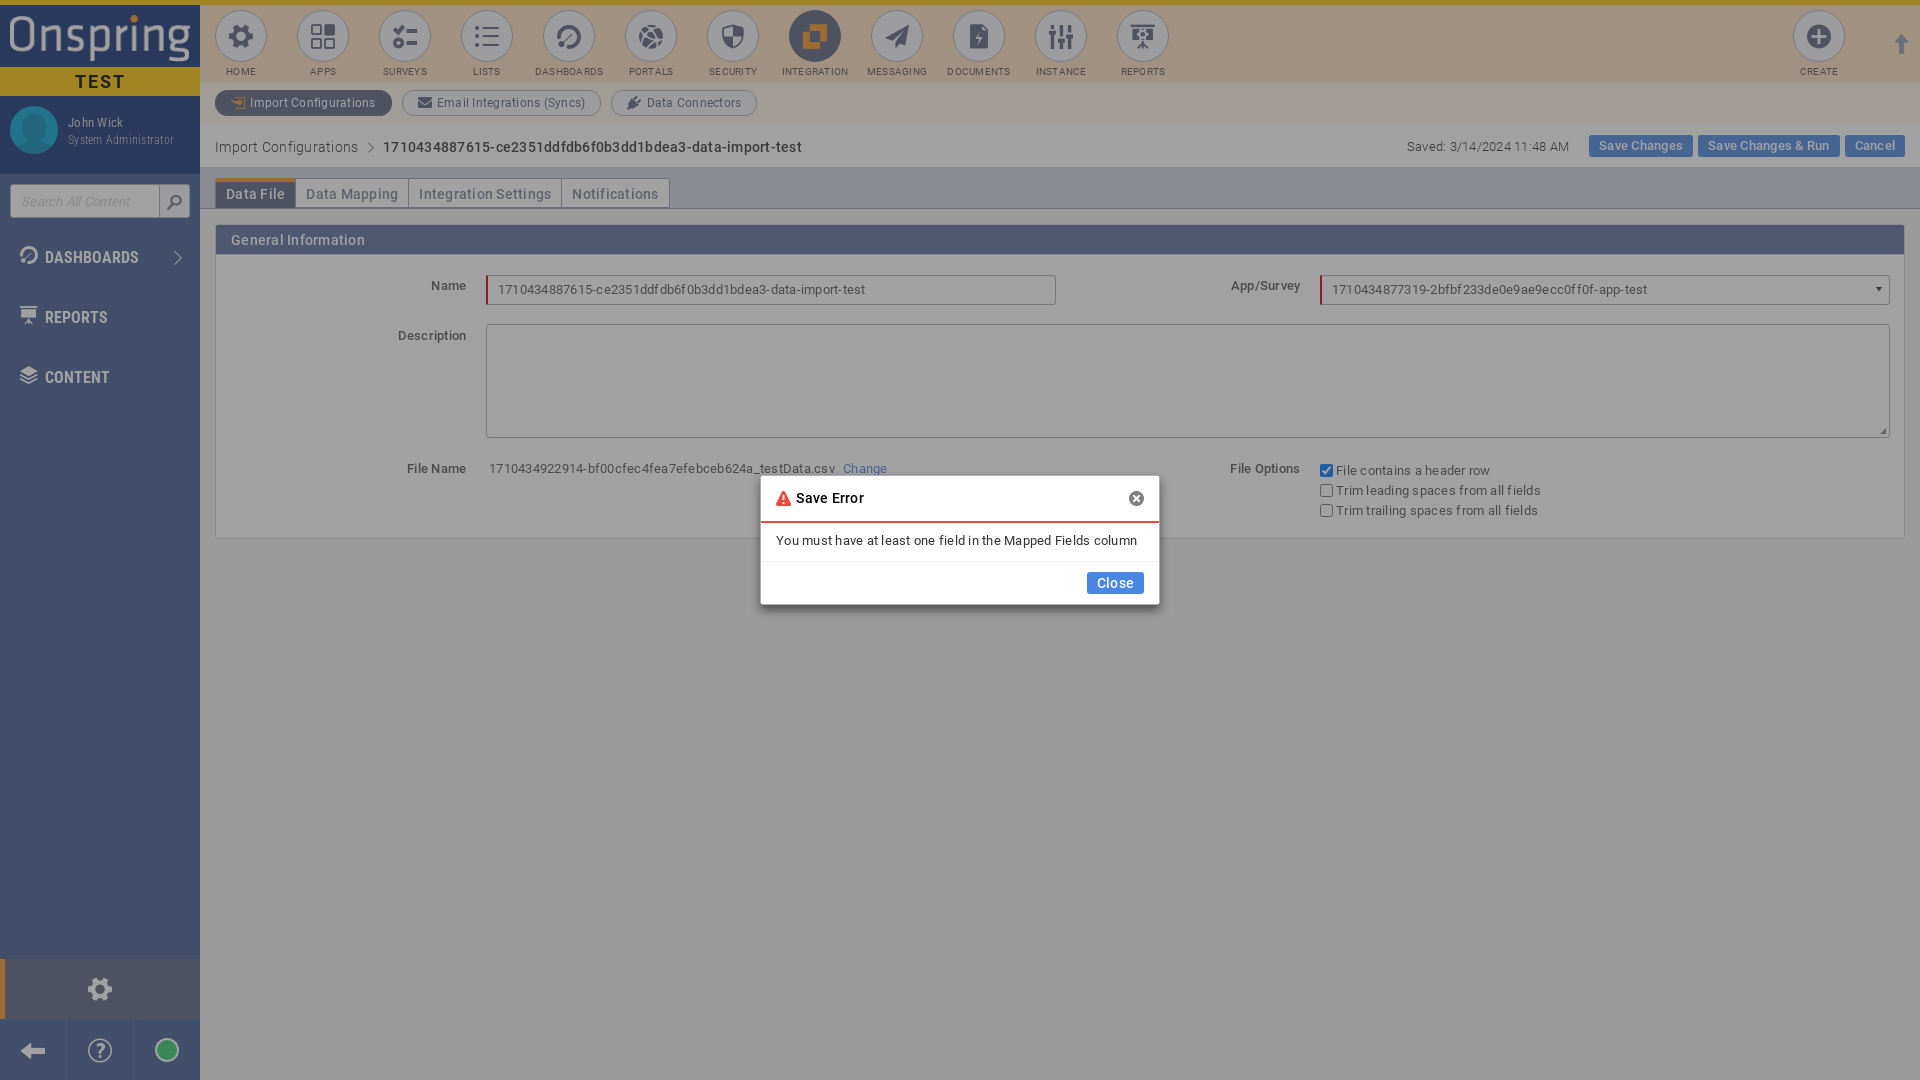 Onspring
TEST
John Wick
System Administrator
Search All Content
DASHBOARDS
REPORTS
CONTENT
HOME
APPS
SURVEYS
LISTS
DASHBOARDS
PORTALS
SECURITY
INTEGRATION
MESSAGING
DOCUMENTS
INSTANCE
REPORTS
CREATE
Import Configurations
Email Integrations (Syncs)
Data Connectors
Import Configurations 1710434887615-ce2351ddfdb6f0b3dd1bdea3-data-import-test
Saved: 3/14/2024 11:48 AM
Save Changes
Save Changes & Run
Cancel
Data File
Data Mapping
Integration Settings
Notifications
General Information
Name
1710434887615-ce2351ddfdb6f0b3dd1bdea3-data-import-test
App/Survey
1710434877319-2bfbf233de0e9ae9ecc0ff0f-app-test
Description
File Name
1710434922914-bf00cfec4fea7efebceb624a_testData.csv Change
File Options
File contains a header row
Trim leading spaces from all fields
Trim trailing spaces from all fields
Save Error
You must have at least one field in the Mapped Fields column
Close